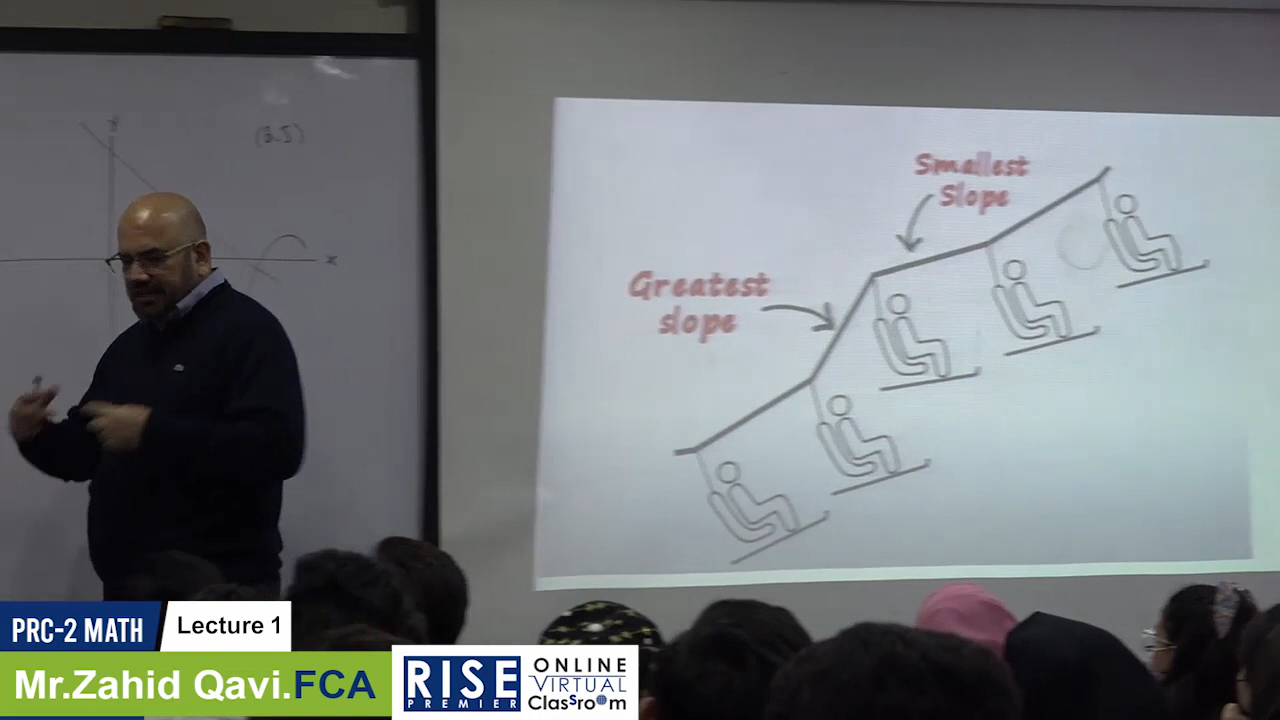 Y
(3,5)
x
Smallest
Slope
Greatest
slope
PRC-2 MATH
Lecture 1
Mr.Zahid Qavi.FCA
RISE
PREMIER
ONLINE
VIRTUAL
Classroom